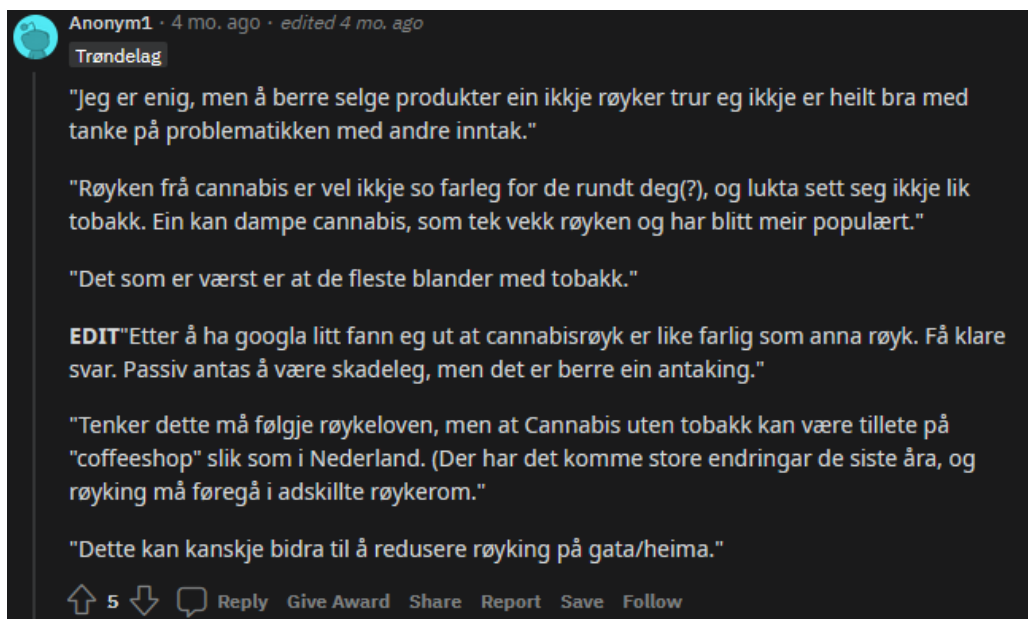 Anonym1 · 4 mo. ago · edited 4 mo. ago
Trøndelag
"Jeg er enig, men å berre selge produkter ein ikkje røyker trur eg ikkje er heilt bra med
tanke på problematikken med andre inntak."
"Røyken frå cannabis er vel ikkje so farleg for de rundt deg(?), og lukta sett seg ikkje lik
tobakk. Ein kan dampe cannabis, som tek vekk røyken og har blitt meir populært."
"Det som er værst er at de fleste blander med tobakk."
EDIT"Etter å ha googla litt fann eg ut at cannabisrøyk er like farlig som anna røyk. Få klare
svar. Passiv antas å være skadeleg, men det er berre ein antaking."
"Tenker dette må følgje røykeloven, men at Cannabis uten tobakk kan være tillete på
"coffeeshop" slik som i Nederland. (Der har det komme store endringar de siste åra, og
røyking må føregå i adskillte røykerom."
"Dette kan kanskje bidra til å redusere røyking på gata/heima."
5 Reply Give Award Share Report Save Follow